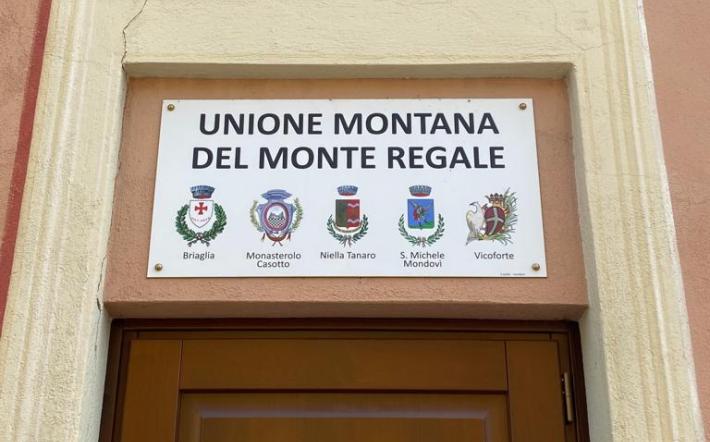 UNIONE MONTANA
DEL MONTE REGALE
Briaglia
Monasterolo
Casotto
Niella Tanaro
S. Michele
Mondovì
Vicoforte